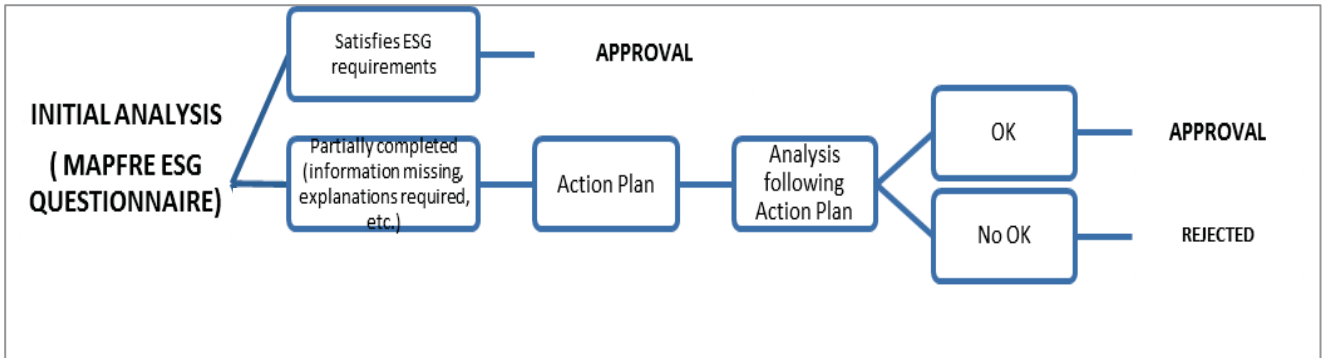 INITIAL ANALYSIS
( MAPFRE ESG
QUESTIONNAIRE)
Satisfies ESG
requirements
APPROVAL
Partially completed
(information missing,
explanations required,
etc.)
Action Plan
Analysis
following
Action Plan
OK
APPROVAL
No OK
REJECTED